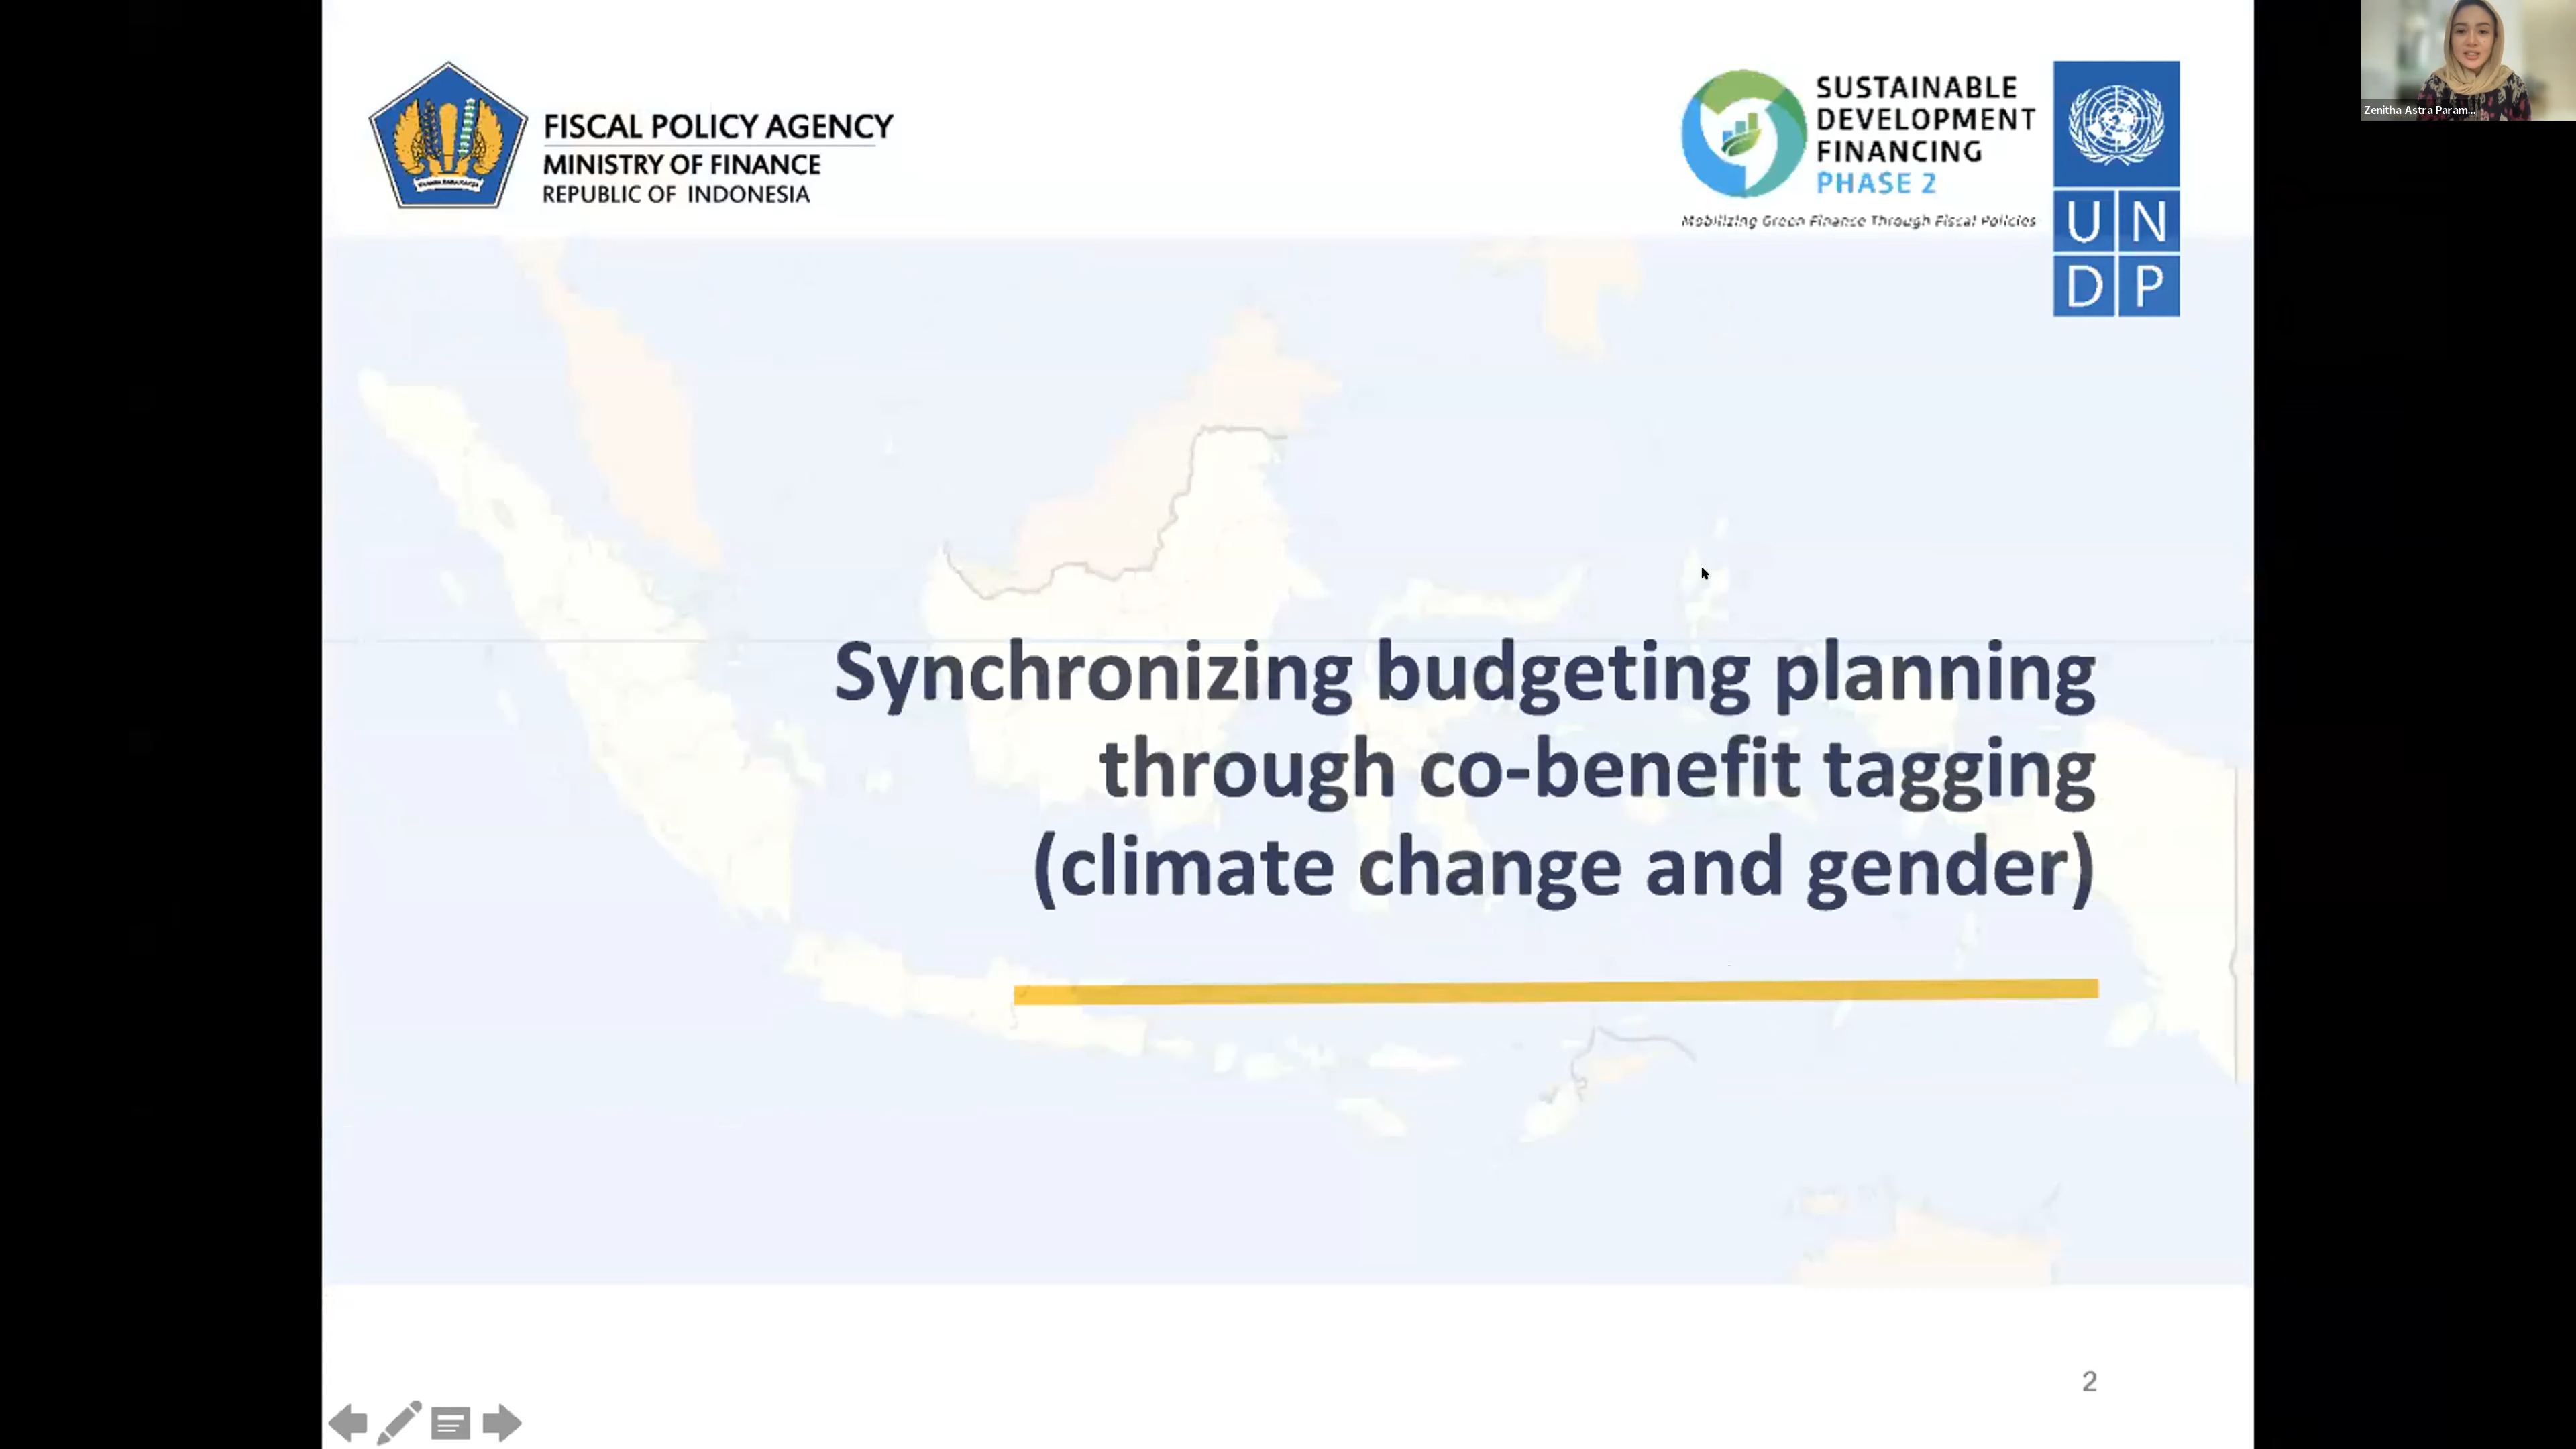 FISCAL POLICY AGENCY
MINISTRY OF FINANCE
REPUBLIC OF INDONESIA
SUSTAINABLE
DEVELOPMENT
FINANCING
PHASE 2
Mobilizing Green Finance Through Fiscal Policies
U N
D P
Zenitha Astra Param...
Synchronizing budgeting planning
through co-benefit tagging
(climate change and gender)
2